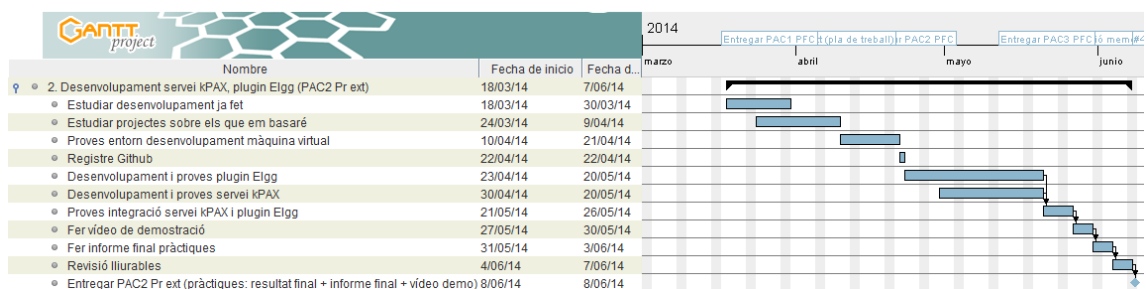 GANTT
project
2014
Entregar PAC1 PFC t (pla de treball) ir PAC2 PFC Entregar PAC3 PFC ió mem #4
Nombre Fecha de inicio Fecha d... marzo abril mayo junio
2. Desenvolupament servei kPAX, plugin Elgg (PAC2 Pr ext) 18/03/14 7/06/14
Estudiar desenvolupament ja fet 18/03/14 30/03/14
Estudiar projectes sobre els que em basaré 24/03/14 9/04/14
Proves entorn desenvolupament màquina virtual 10/04/14 21/04/14
Registre Github 22/04/14 22/04/14
Desenvolupament i proves plugin Elgg 23/04/14 20/05/14
Desenvolupament i proves servei kPAX 30/04/14 20/05/14
Proves integració servei kPAX i plugin Elgg 21/05/14 26/05/14
Fer vídeo de demostració 27/05/14 30/05/14
Fer informe final pràctiques 31/05/14 3/06/14
Revisió lliurables 4/06/14 7/06/14
Entregar PAC2 Pr ext (pràctiques: resultat final + informe final + vídeo demo) 8/06/14 8/06/14